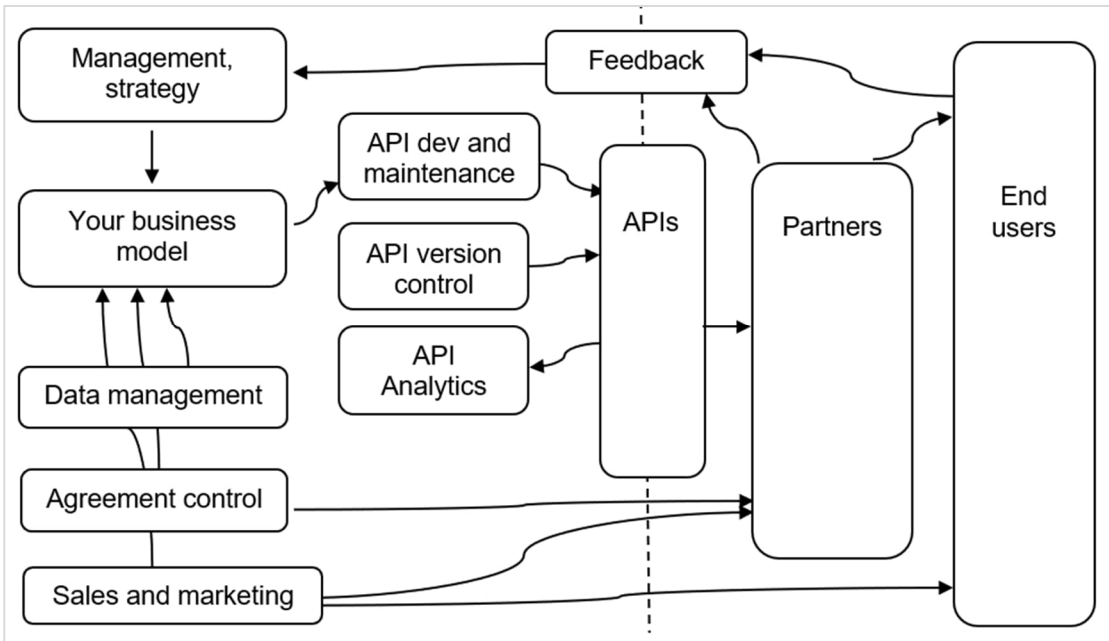 Management,
strategy
Feedback
API dev and
maintenance
Your business
model
API version
control
API
Analytics
APIs
Partners
End
users
Data management
Agreement control
Sales and marketing